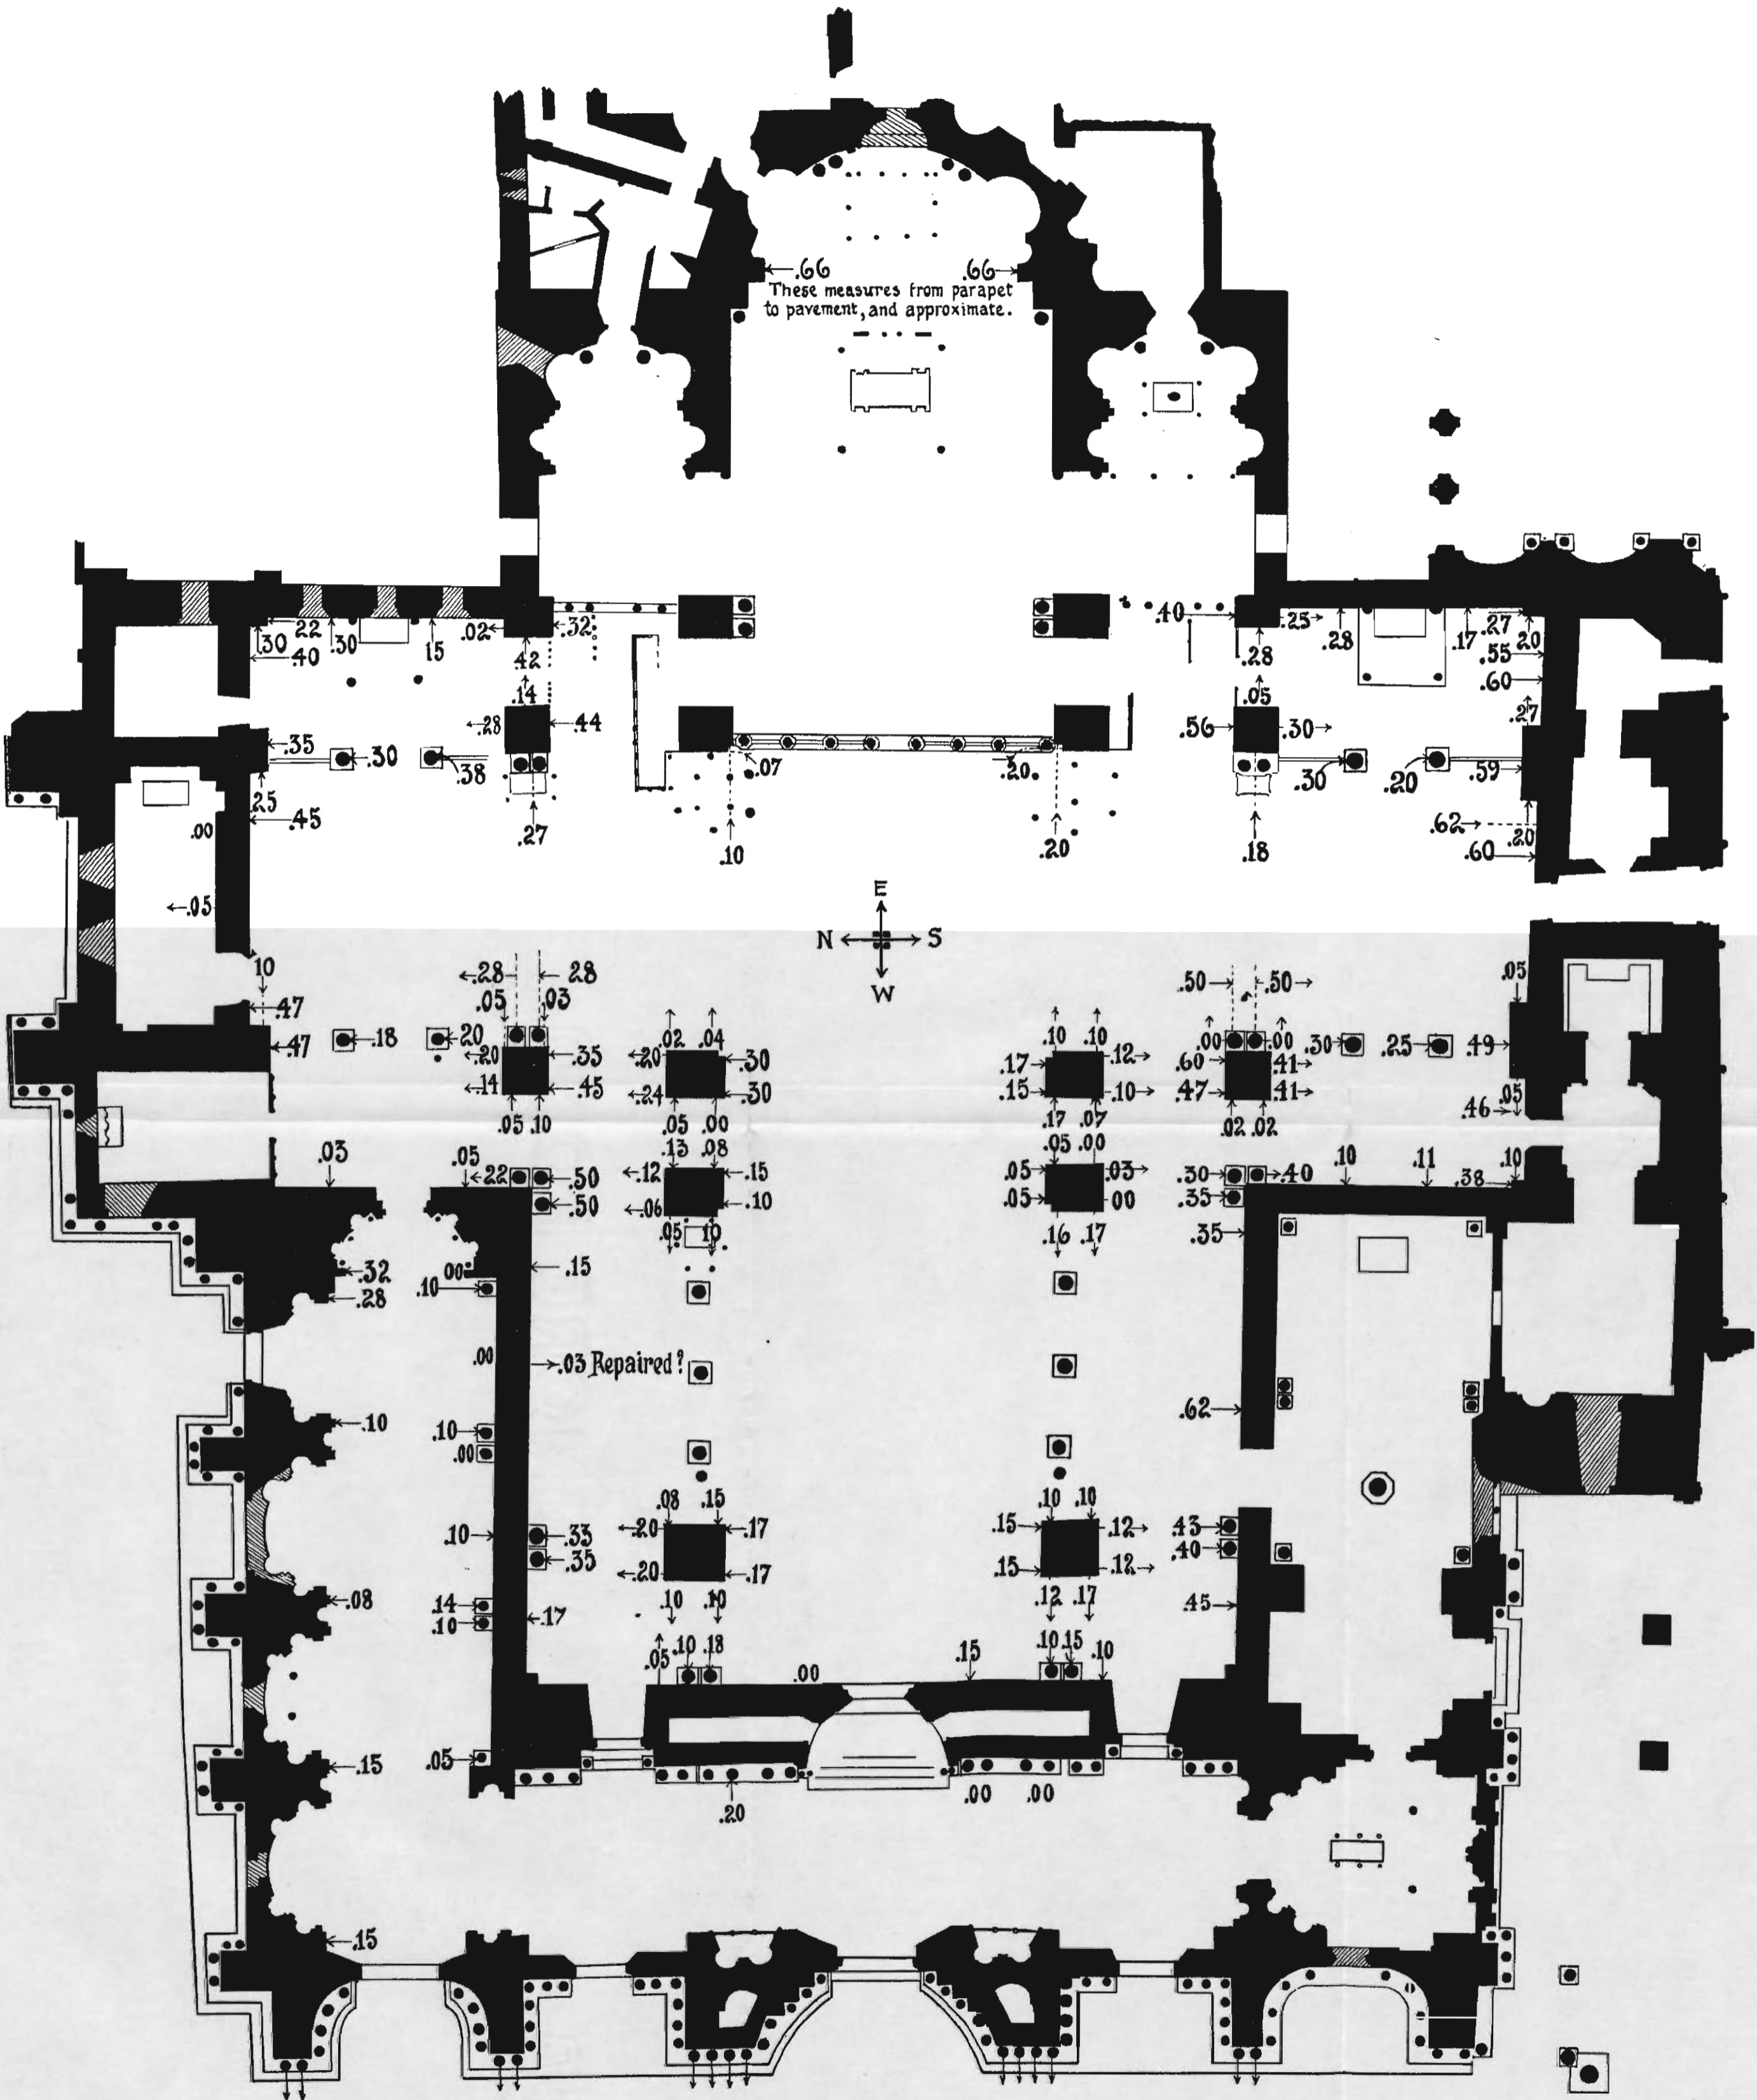 .66 .66
These measures from parapet
to pavement, and approximate.
.22 .30 .30 .15 .02 .32
.40 .25 .28 .17 .27 .20
.40 .42 .28 .55
.60
.14 .05 .27
.28 .44 .56 .30
.35 .30 .38 .07 .20 .30 .20 .59
.25 .45
.00 .27 .10 .20 .18 .62 .20
.60
.05
E
N S
W
.10 .28 .28 .50 .50 .05
.05 .03
.47
.47 .18 .20 .02 .04 .10 .10 .00 .00 .30 .25 .49
.20 .35 .20 .30 .17 .12 .60 .41
.14 .45 .24 .30 .15 .10 .47 .41 .05
.46
.05 .10 .05 .00 .17 .07 .02 .02
.13 .08 .05 .00
.03 .05 .22 .50 .12 .15 .05 .03 .30 .40 .10 .11 .38 .10
.50 .06 .10 .05 .00 .35
.05 10 .16 .17 .35
.32 .00 .15
.28 .10
.00 .03 Repaired?
.62
.10 .10
.00
.08 .15 .10 .10
.10 .33 .20 .17 .15 .12 .43
.35 .20 .17 .15 .12 .40
.08 .14 .17 .10 .10 .12 .17 .45
.10
.05 .10 .18 .00 .15 .10 .15 .10
.15 .05
.20 .00 .00
.15